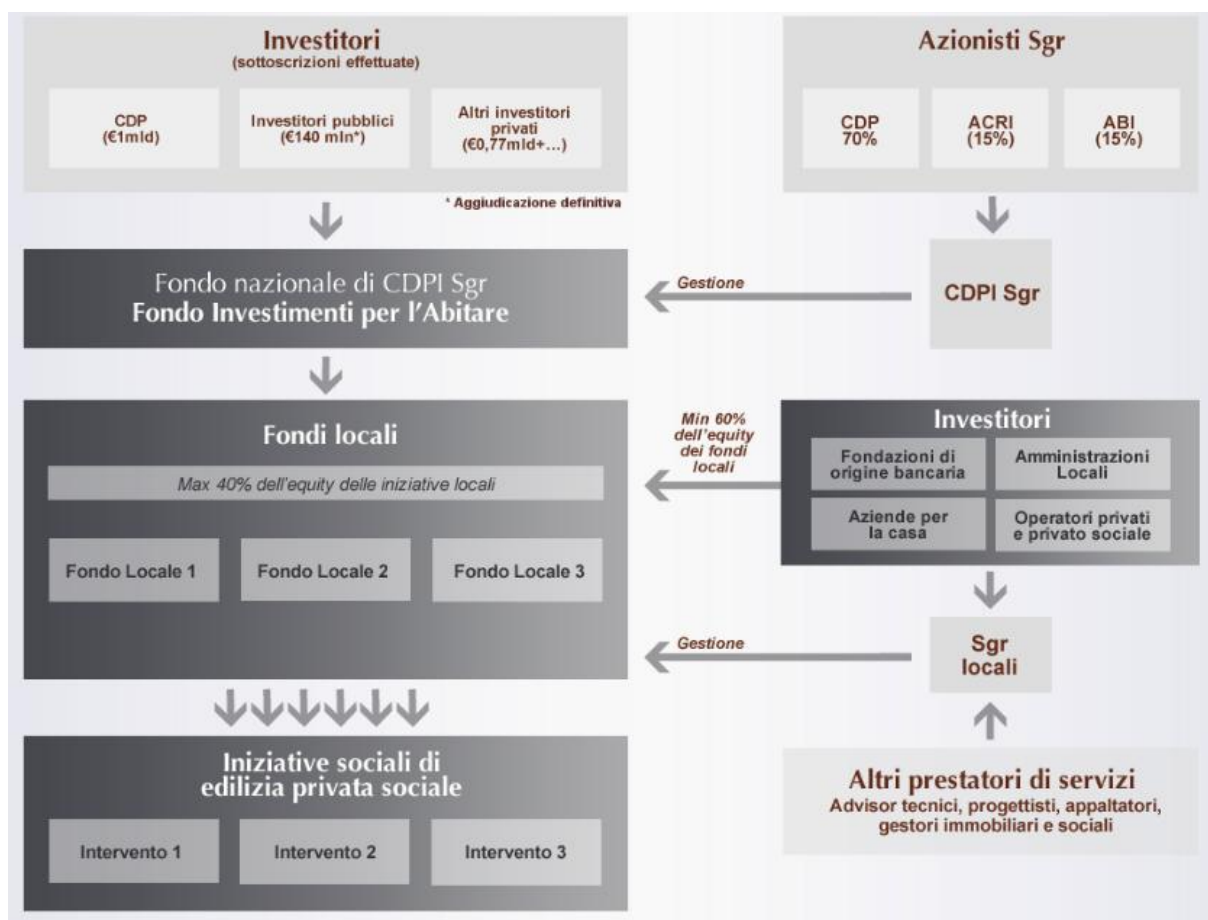 Investitori
(sottoscrizioni effettuate)
CDP
(€1mld)
Investitori pubblici
(€140 mln*)
Altri investitori
privati
(€0,77mld+...)
* Aggiudicazione definitiva
Azionisti Sgr
CDP
70%
ACRI
(15%)
ABI
(15%)
Fondo nazionale di CDPI Sgr
Fondo Investimenti per l'Abitare
Gestione
CDPI Sgr
Fondi locali
Max 40% dell'equity delle iniziative locali
Fondo Locale 1
Fondo Locale 2
Fondo Locale 3
Min 60%
dell'equity
dei fondi
locali
Investitori
Fondazioni di
origine bancaria
Amministrazioni
Locali
Aziende per
la casa
Operatori privati
e privato sociale
Gestione
Sgr
locali
Iniziative sociali di
edilizia privata sociale
Intervento 1
Intervento 2
Intervento 3
Altri prestatori di servizi
Advisor tecnici, progettisti, appaltatori,
gestori immobiliari e sociali